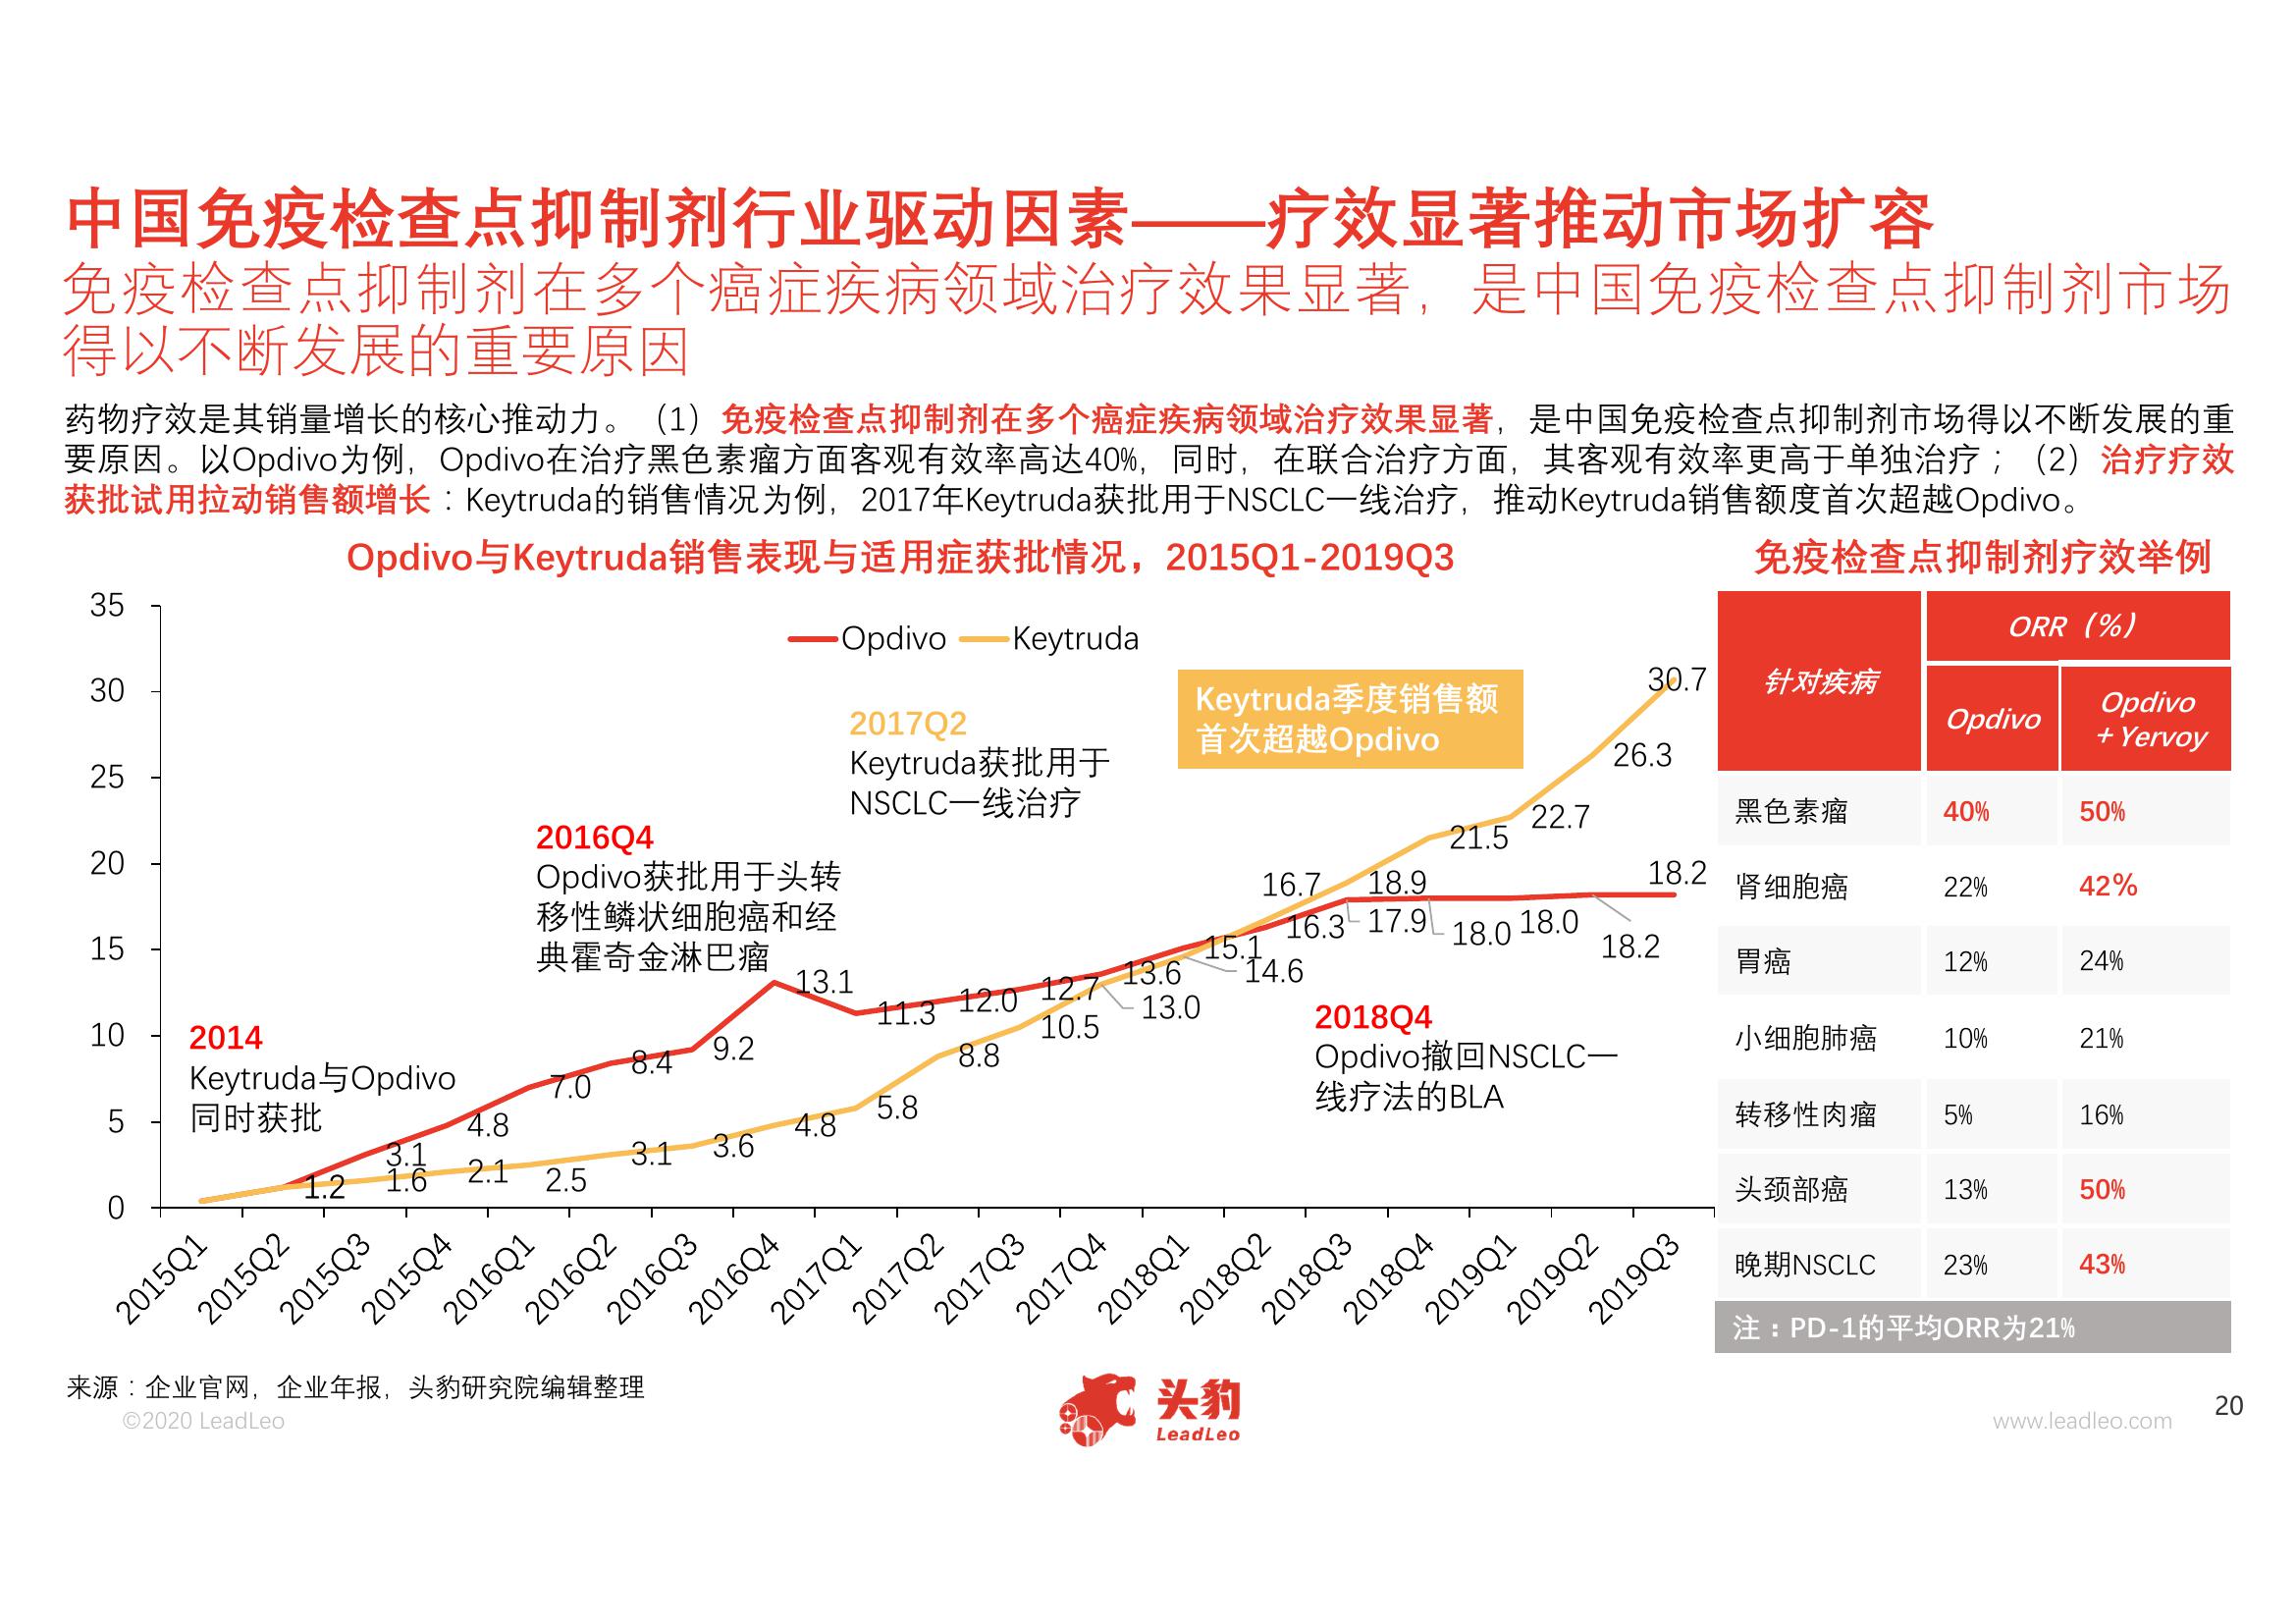 中国免疫检查点抑制剂行业驱动因素——疗效显著推动市场扩容
免疫检查点抑制剂在多个癌症疾病领域治疗效果显著，是中国免疫检查点抑制剂市场
得以不断发展的重要原因
药物疗效是其销量增长的核心推动力。（1）免疫检查点抑制剂在多个癌症疾病领域治疗效果显著，是中国免疫检查点抑制剂市场得以不断发展的重
要原因。以Opdivo为例，Opdivo在治疗黑色素瘤方面客观有效率高达40%，同时，在联合治疗方面，其客观有效率更高于单独治疗；（2）治疗疗效
获批试用拉动销售额增长：Keytruda的销售情况为例，2017年Keytruda获批用于NSCLC一线治疗，推动Keytruda销售额度首次超越Opdivo。
Opdivo与Keytruda销售表现与适用症获批情况，2015Q1-2019Q3
35
30
25
20
15
10
5
0
Opdivo
Keytruda
2014
Keytruda与Opdivo
同时获批
2016Q4
Opdivo获批用于头转
移性鳞状细胞癌和经
典霍奇金淋巴瘤
2017Q2
Keytruda获批用于
NSCLC一线治疗
Keytruda季度销售额
首次超越Opdivo
2018Q4
Opdivo撤回NSCLC一
线疗法的BLA
1.2
3.1
4.8
7.0
8.4
9.2
13.1
11.3
12.0
12.7
13.6
15.1
16.3
17.9
18.0
18.0
18.2
18.2
1.6
2.1
2.5
3.1
3.6
4.8
5.8
8.8
10.5
13.0
14.6
16.7
18.9
21.5
22.7
26.3
30.7
2015Q1
2015Q2
2015Q3
2015Q4
2016Q1
2016Q2
2016Q3
2016Q4
2017Q1
2017Q2
2017Q3
2017Q4
2018Q1
2018Q2
2018Q3
2018Q4
2019Q1
2019Q2
2019Q3
免疫检查点抑制剂疗效举例
针对疾病
ORR（%）
Opdivo
Opdivo
+Yervoy
黑色素瘤 40% 50%
肾细胞癌 22% 42%
胃癌 12% 24%
小细胞肺癌 10% 21%
转移性肉瘤 5% 16%
头颈部癌 13% 50%
晚期NSCLC 23% 43%
注：PD-1的平均ORR为21%
来源：企业官网，企业年报，头豹研究院编辑整理
©2020 LeadLeo
头豹
LeadLeo
www.leadleo.com
20